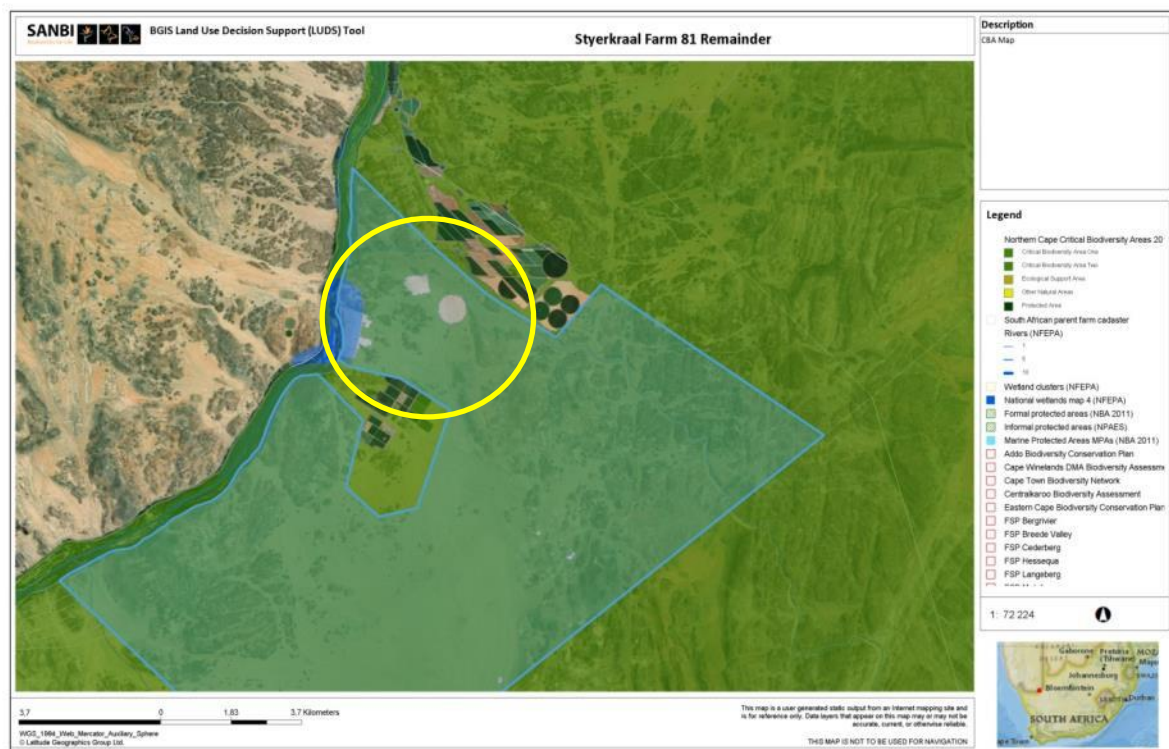 SANBI
BGIS Land Use Decision Support (LUDS) Tool
Styerkraal Farm 81 Remainder
Description
CBA Map
Legend
Northern Cape Critical Biodiversity Areas 20
Critical Biodiversity Area One
Critical Biodiversity Area Two
Ecological Support Area
Other Natural Areas
Protected Area
South African parent farm cadaster
Rivers (NFEPA)
1
Wetland clusters (NFEPA)
National wetlands map 4 (NFEPA)
Formal protected areas (NBA 2011)
Informal protected areas (NPAES)
Marine Protected Areas MPAs (NBA 2011)
Addo Biodiversity Conservation Plan
Cape Winelands DMA Biodiversity Assessm
Cape Town Biodiversity Network
Centralkaroo Biodiversity Assessment
Eastern Cape Biodiversity Conservation Plan
FSP Bergrivier
FSP Breede Valley
FSP Cederberg
FSP Hessequa
FSP Langeberg
1: 72 224
Gaborone Pretoria MOZ
(Tshwane) Map
Johannesburg
Bloemfontein
Durban
SOUTH AFRICA
Town
3,7 0 1,83 3,7 Kilometers
WGS_1984_Web_Mercator_Auxiliary_Sphere
© Latitude Geographics Group Ltd.
This map is a user generated static output from an Internet mapping site and
is for reference only. Data layers that appear on this map may or may not be
accurate, current, or otherwise reliable.
THIS MAP IS NOT TO BE USED FOR NAVIGATION